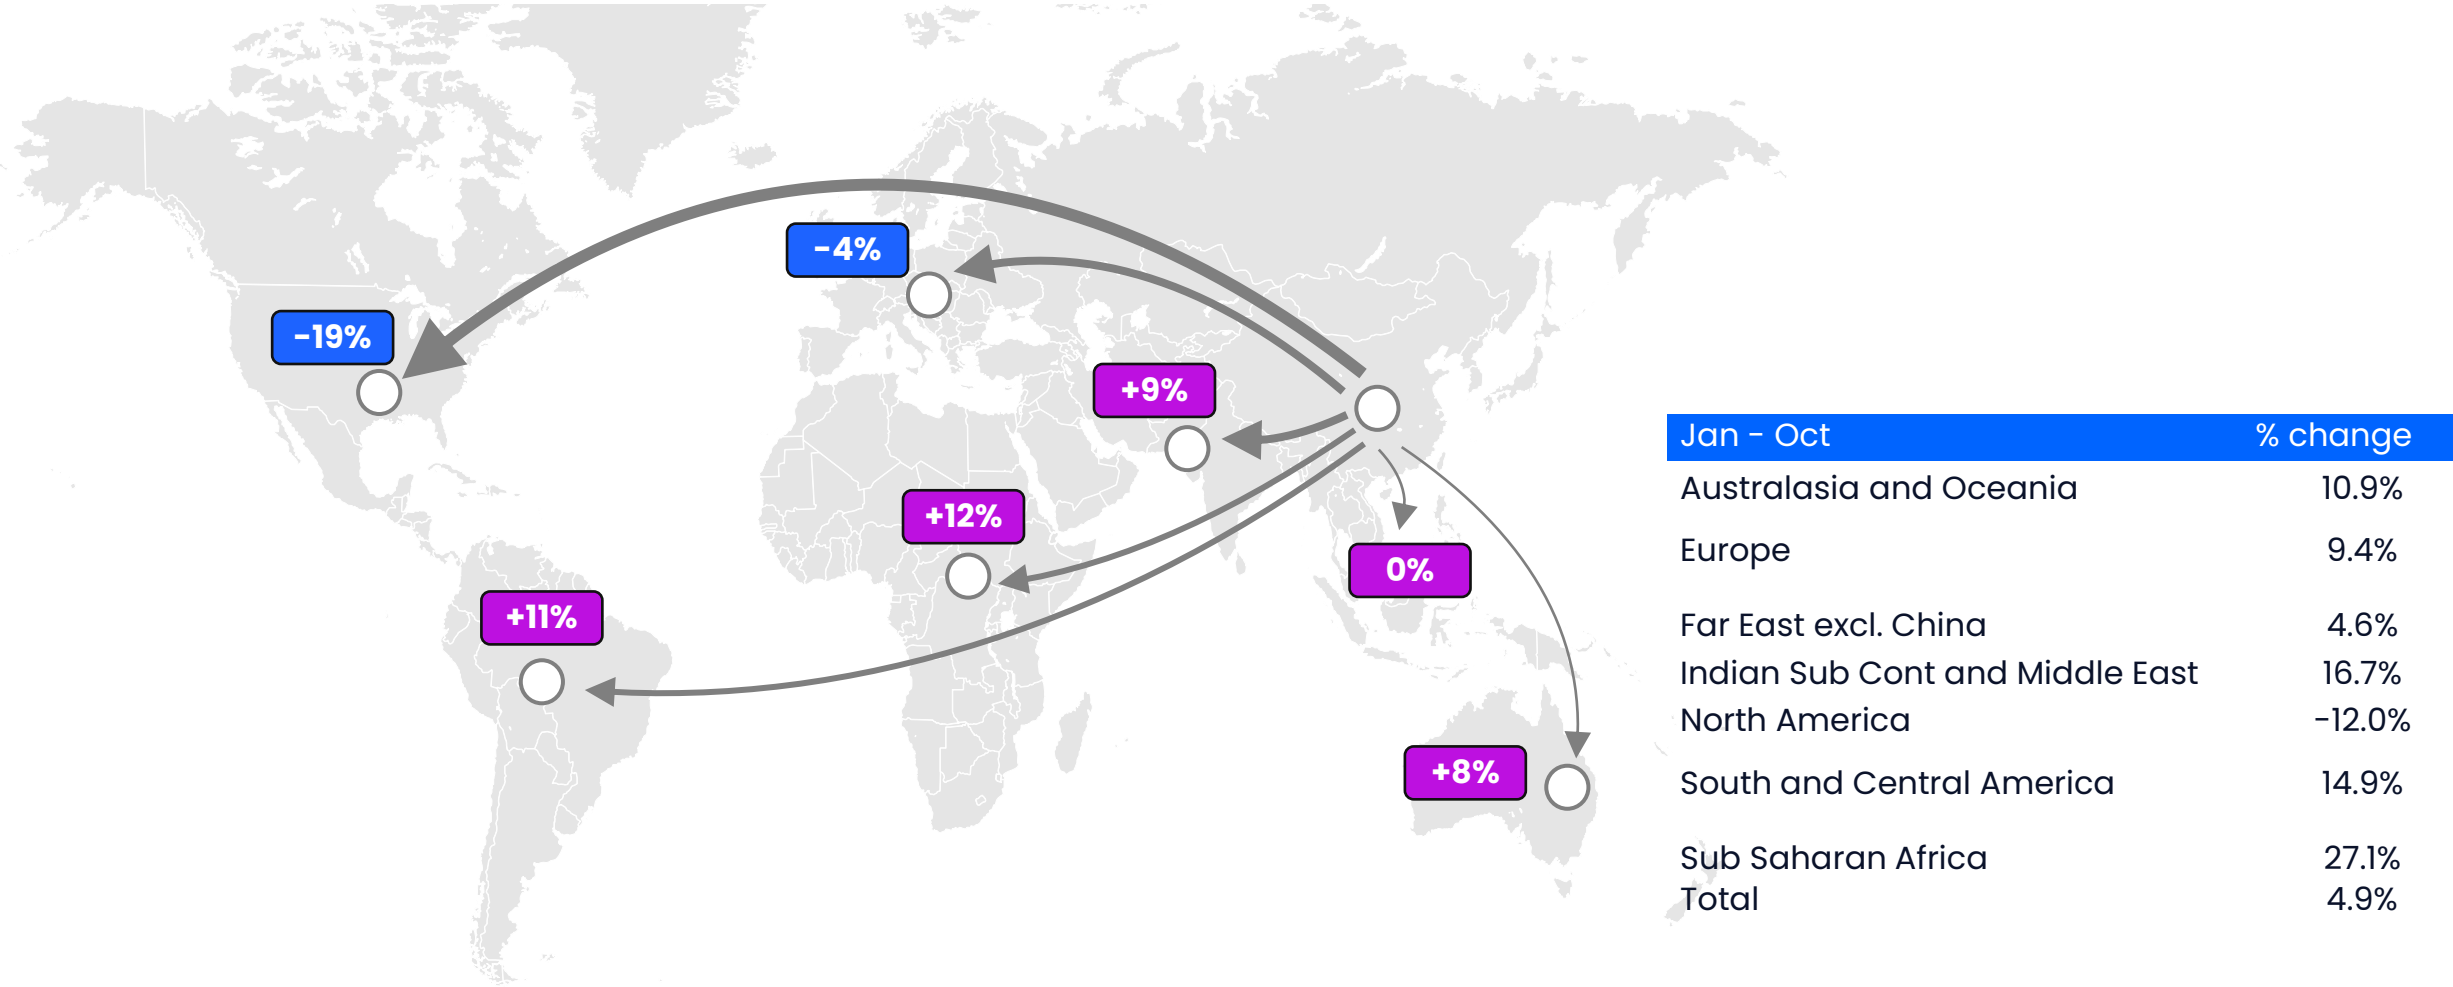 -4%
-19%
+9%
+12%
0%
+11%
+8%
Jan - Oct % change
Australasia and Oceania 10.9%
Europe 9.4%
Far East excl. China 4.6%
Indian Sub Cont and Middle East 16.7%
North America -12.0%
South and Central America 14.9%
Sub Saharan Africa 27.1%
Total 4.9%